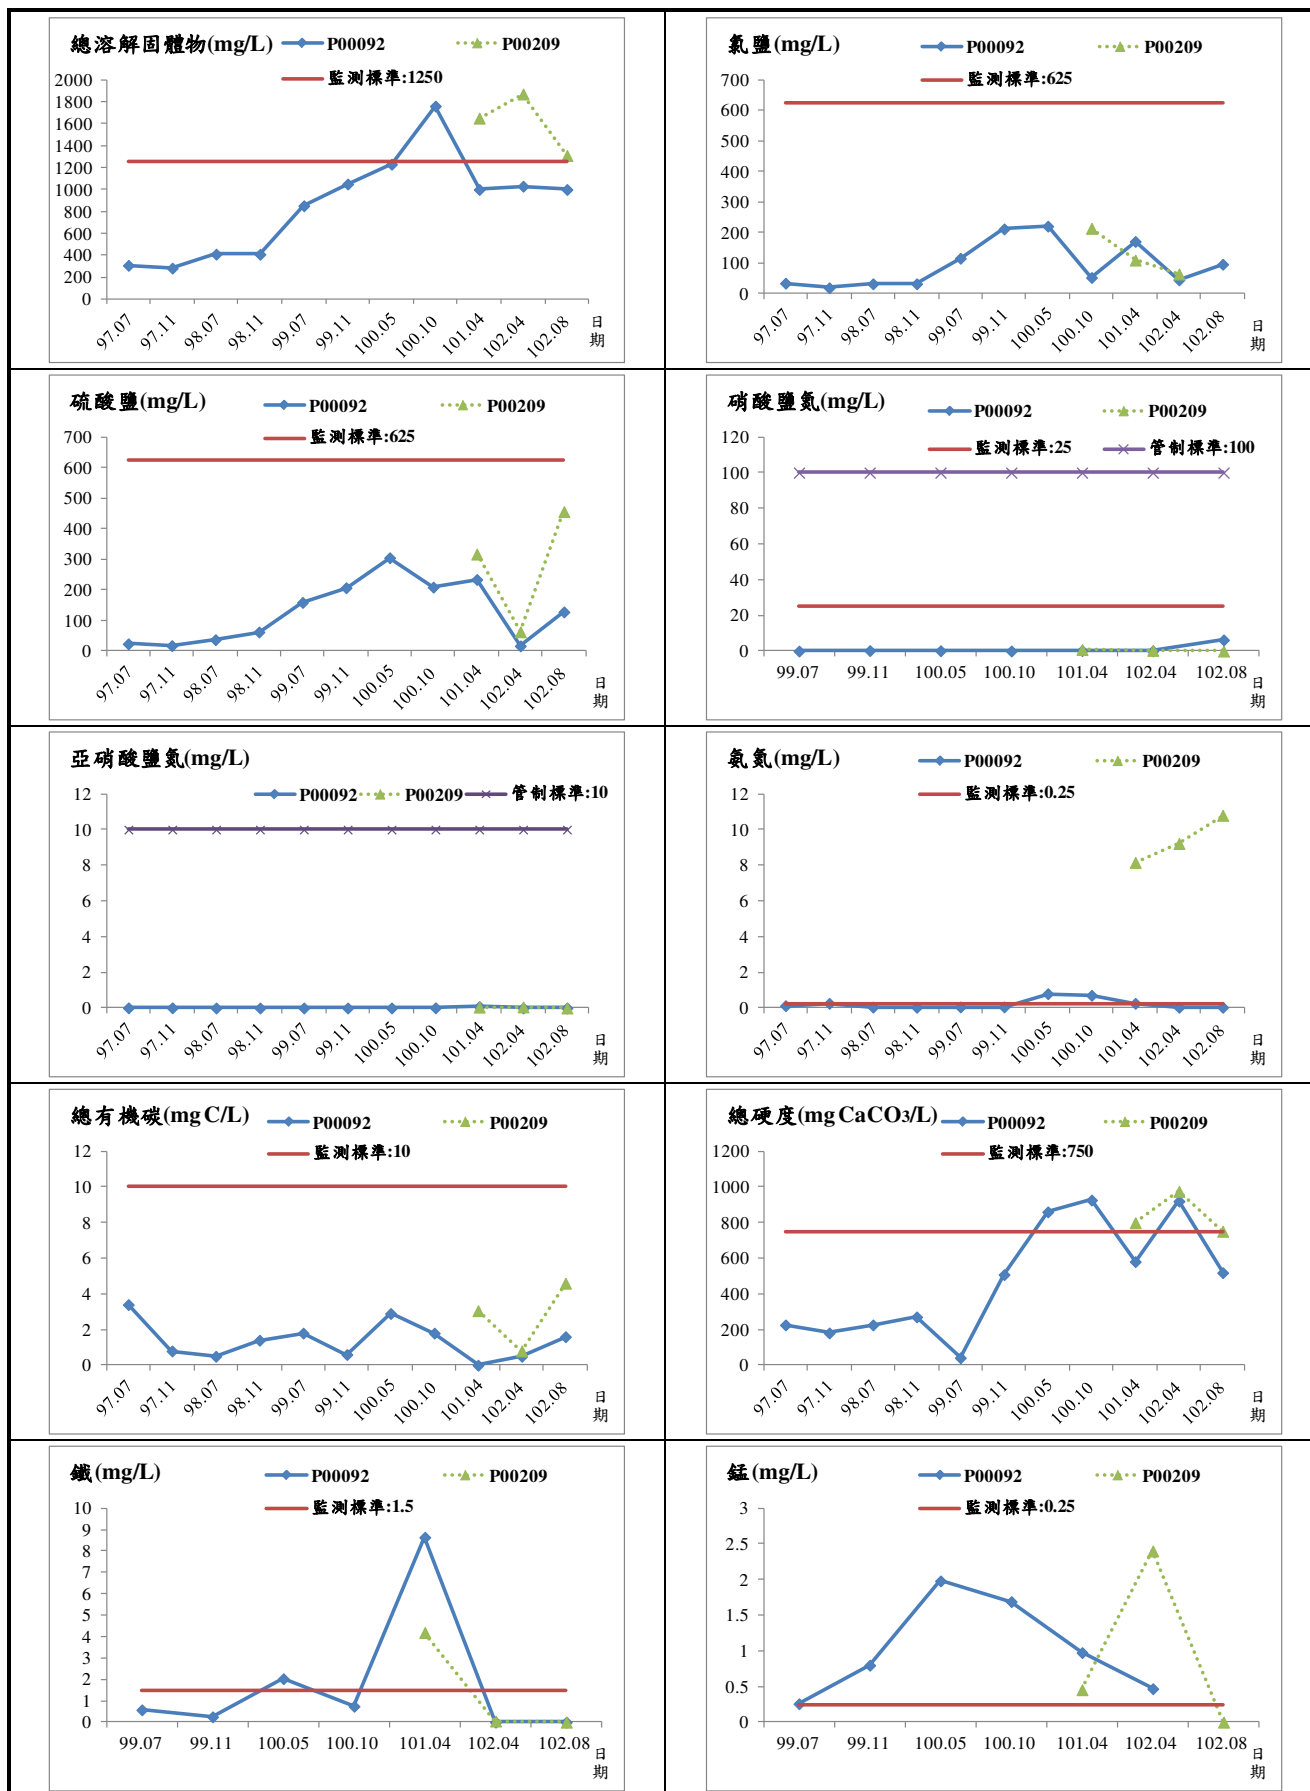 總溶解固體物(mg/L) P00092 P00209
監測標準:1250
2000
1800
1600
1400
1200
1000
800
600
400
200
0
97.07 97.11 98.07 98.11 99.07 99.11 100.05 100.10 101.04 102.04 102.08
日期
氯鹽(mg/L) P00092 P00209
監測標準:625
700
600
500
400
300
200
100
0
97.07 97.11 98.07 98.11 99.07 99.11 100.05 100.10 101.04 102.04 102.08
日期
硫酸鹽(mg/L) P00092 P00209
監測標準:625
700
600
500
400
300
200
100
0
97.07 97.11 98.07 98.11 99.07 99.11 100.05 100.10 101.04 102.04 102.08
日期
硝酸鹽氮(mg/L) P00092 P00209
監測標準:25 管制標準:100
120
100
80
60
40
20
0
99.07 99.11 100.05 100.10 101.04 102.04 102.08
日期
亞硝酸鹽氮(mg/L)
P00092 P00209 管制標準:10
12
10
8
6
4
2
0
97.07 97.11 98.07 98.11 99.07 99.11 100.05 100.10 101.04 102.04 102.08
日期
氨氮(mg/L) P00092 P00209
監測標準:0.25
12
10
8
6
4
2
0
97.07 97.11 98.07 98.11 99.07 99.11 100.05 100.10 101.04 102.04 102.08
日期
總有機碳(mg C/L) P00092 P00209
監測標準:10
12
10
8
6
4
2
0
97.07 97.11 98.07 98.11 99.07 99.11 100.05 100.10 101.04 102.04 102.08
日期
總硬度(mg CaCO3/L) P00092 P00209
監測標準:750
1200
1000
800
600
400
200
0
97.07 97.11 98.07 98.11 99.07 99.11 100.05 100.10 101.04 102.04 102.08
日期
鐵(mg/L) P00092 P00209
監測標準:1.5
10
9
8
7
6
5
4
3
2
1
0
99.07 99.11 100.05 100.10 101.04 102.04 102.08
日期
錳(mg/L) P00092 P00209
監測標準:0.25
3
2.5
2
1.5
1
0.5
0
99.07 99.11 100.05 100.10 101.04 102.04 102.08
日期